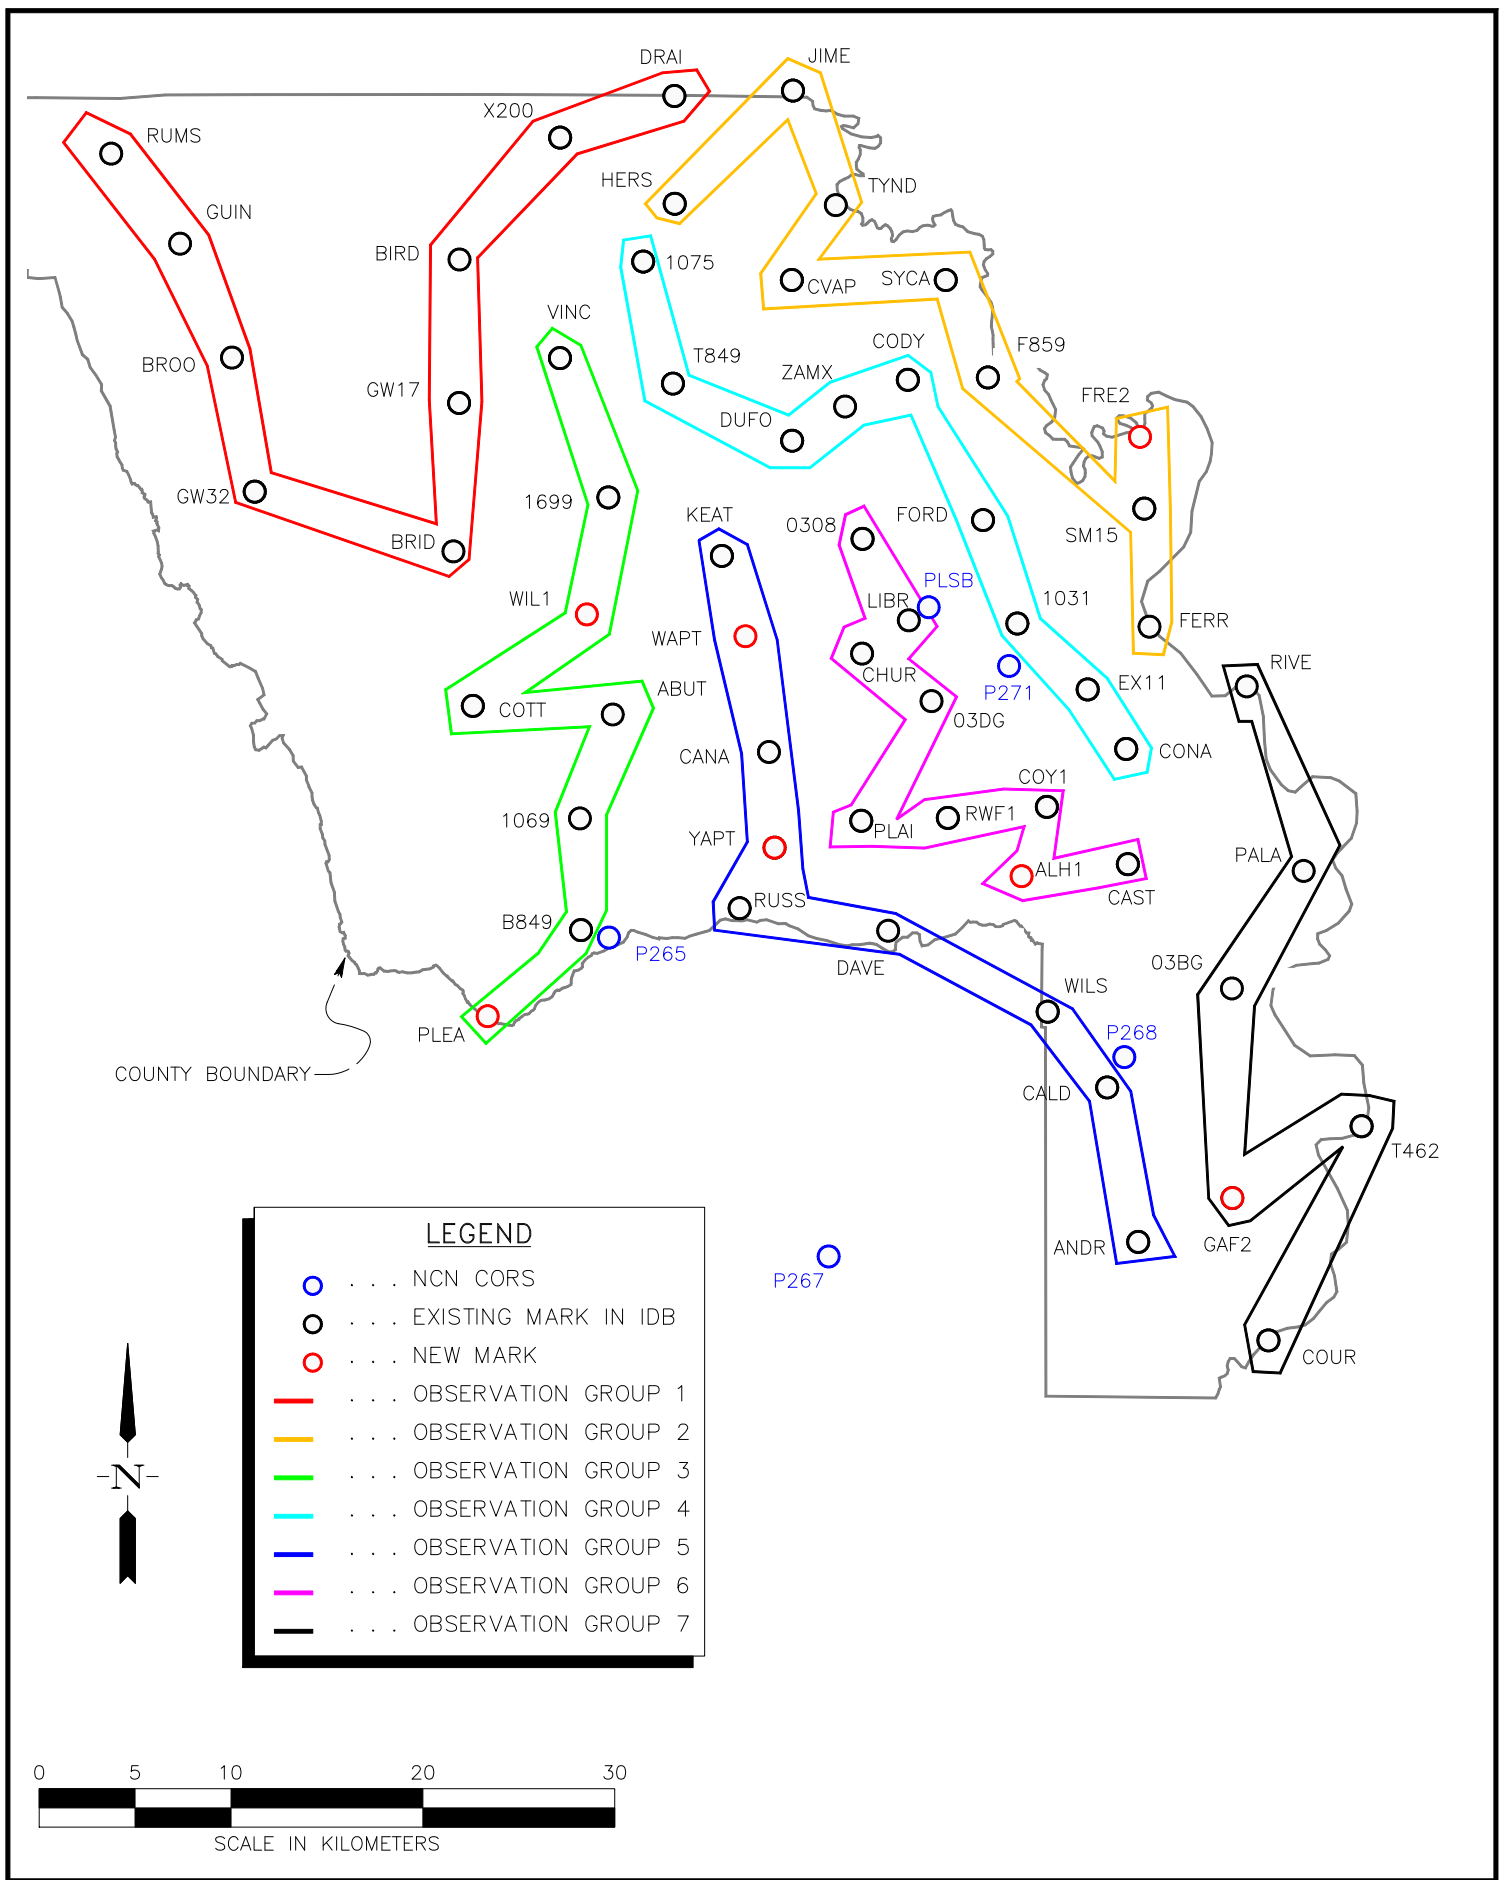 DRAI
JIME
X200
RUMS
HERS
TYND
GUIN
BIRD
1075
CVAP
SYCA
VINC
CODY
F859
T849
BROO
ZAMX
GW17
FRE2
DUFO
GW32
1699
KEAT
0308
FORD
SM15
BRID
PLSB
WIL1
LIBR
1031
WAPT
FERR
CHUR
P271
RIVE
EX11
ABUT
COTT
03DG
CANA
CONA
COY1
1069
PLAI
RWF1
YAPT
PALA
ALH1
CAST
RUSS
B849
P265
DAVE
03BG
WILS
PLEA
P268
COUNTY BOUNDARY
CALD
T462
ANDR
GAF2
P267
COUR
LEGEND
. . . NCN CORS
. . . EXISTING MARK IN IDB
. . . NEW MARK
. . . OBSERVATION GROUP 1
. . . OBSERVATION GROUP 2
. . . OBSERVATION GROUP 3
. . . OBSERVATION GROUP 4
. . . OBSERVATION GROUP 5
. . . OBSERVATION GROUP 6
. . . OBSERVATION GROUP 7
-N-
0 5 10 20 30
SCALE IN KILOMETERS